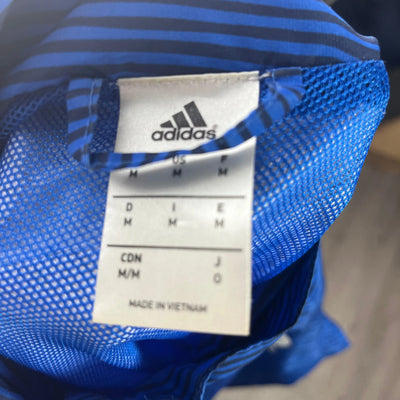 adidas
US F
M M M
D I E
M M M
CDN J
M/M O
MADE IN VIETNAM